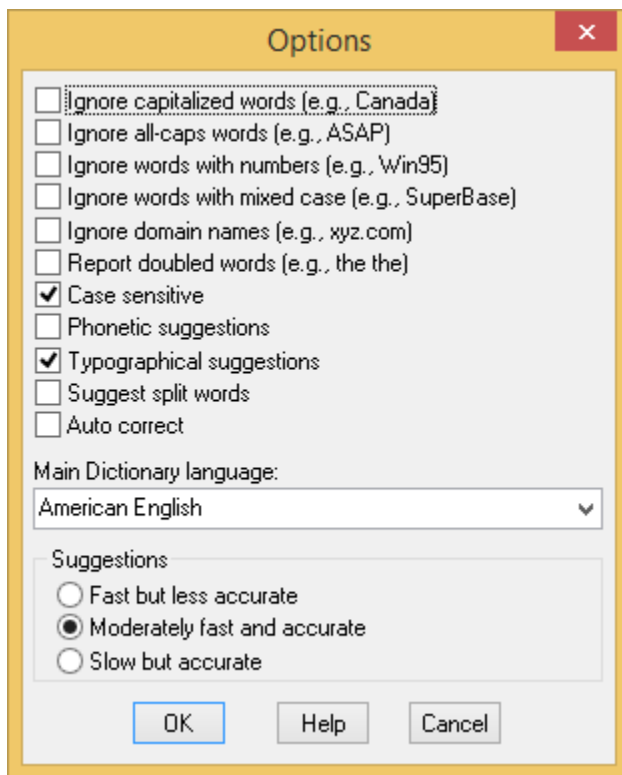 Options
Ignore capitalized words (e.g., Canada)
Ignore all-caps words (e.g., ASAP)
Ignore words with numbers (e.g., Win95)
Ignore words with mixed case (e.g., SuperBase)
Ignore domain names (e.g., xyz.com)
Report doubled words (e.g., the the)
Case sensitive
Phonetic suggestions
Typographical suggestions
Suggest split words
Auto correct
Main Dictionary language:
American English
Suggestions
Fast but less accurate
Moderately fast and accurate
Slow but accurate
OK Help Cancel